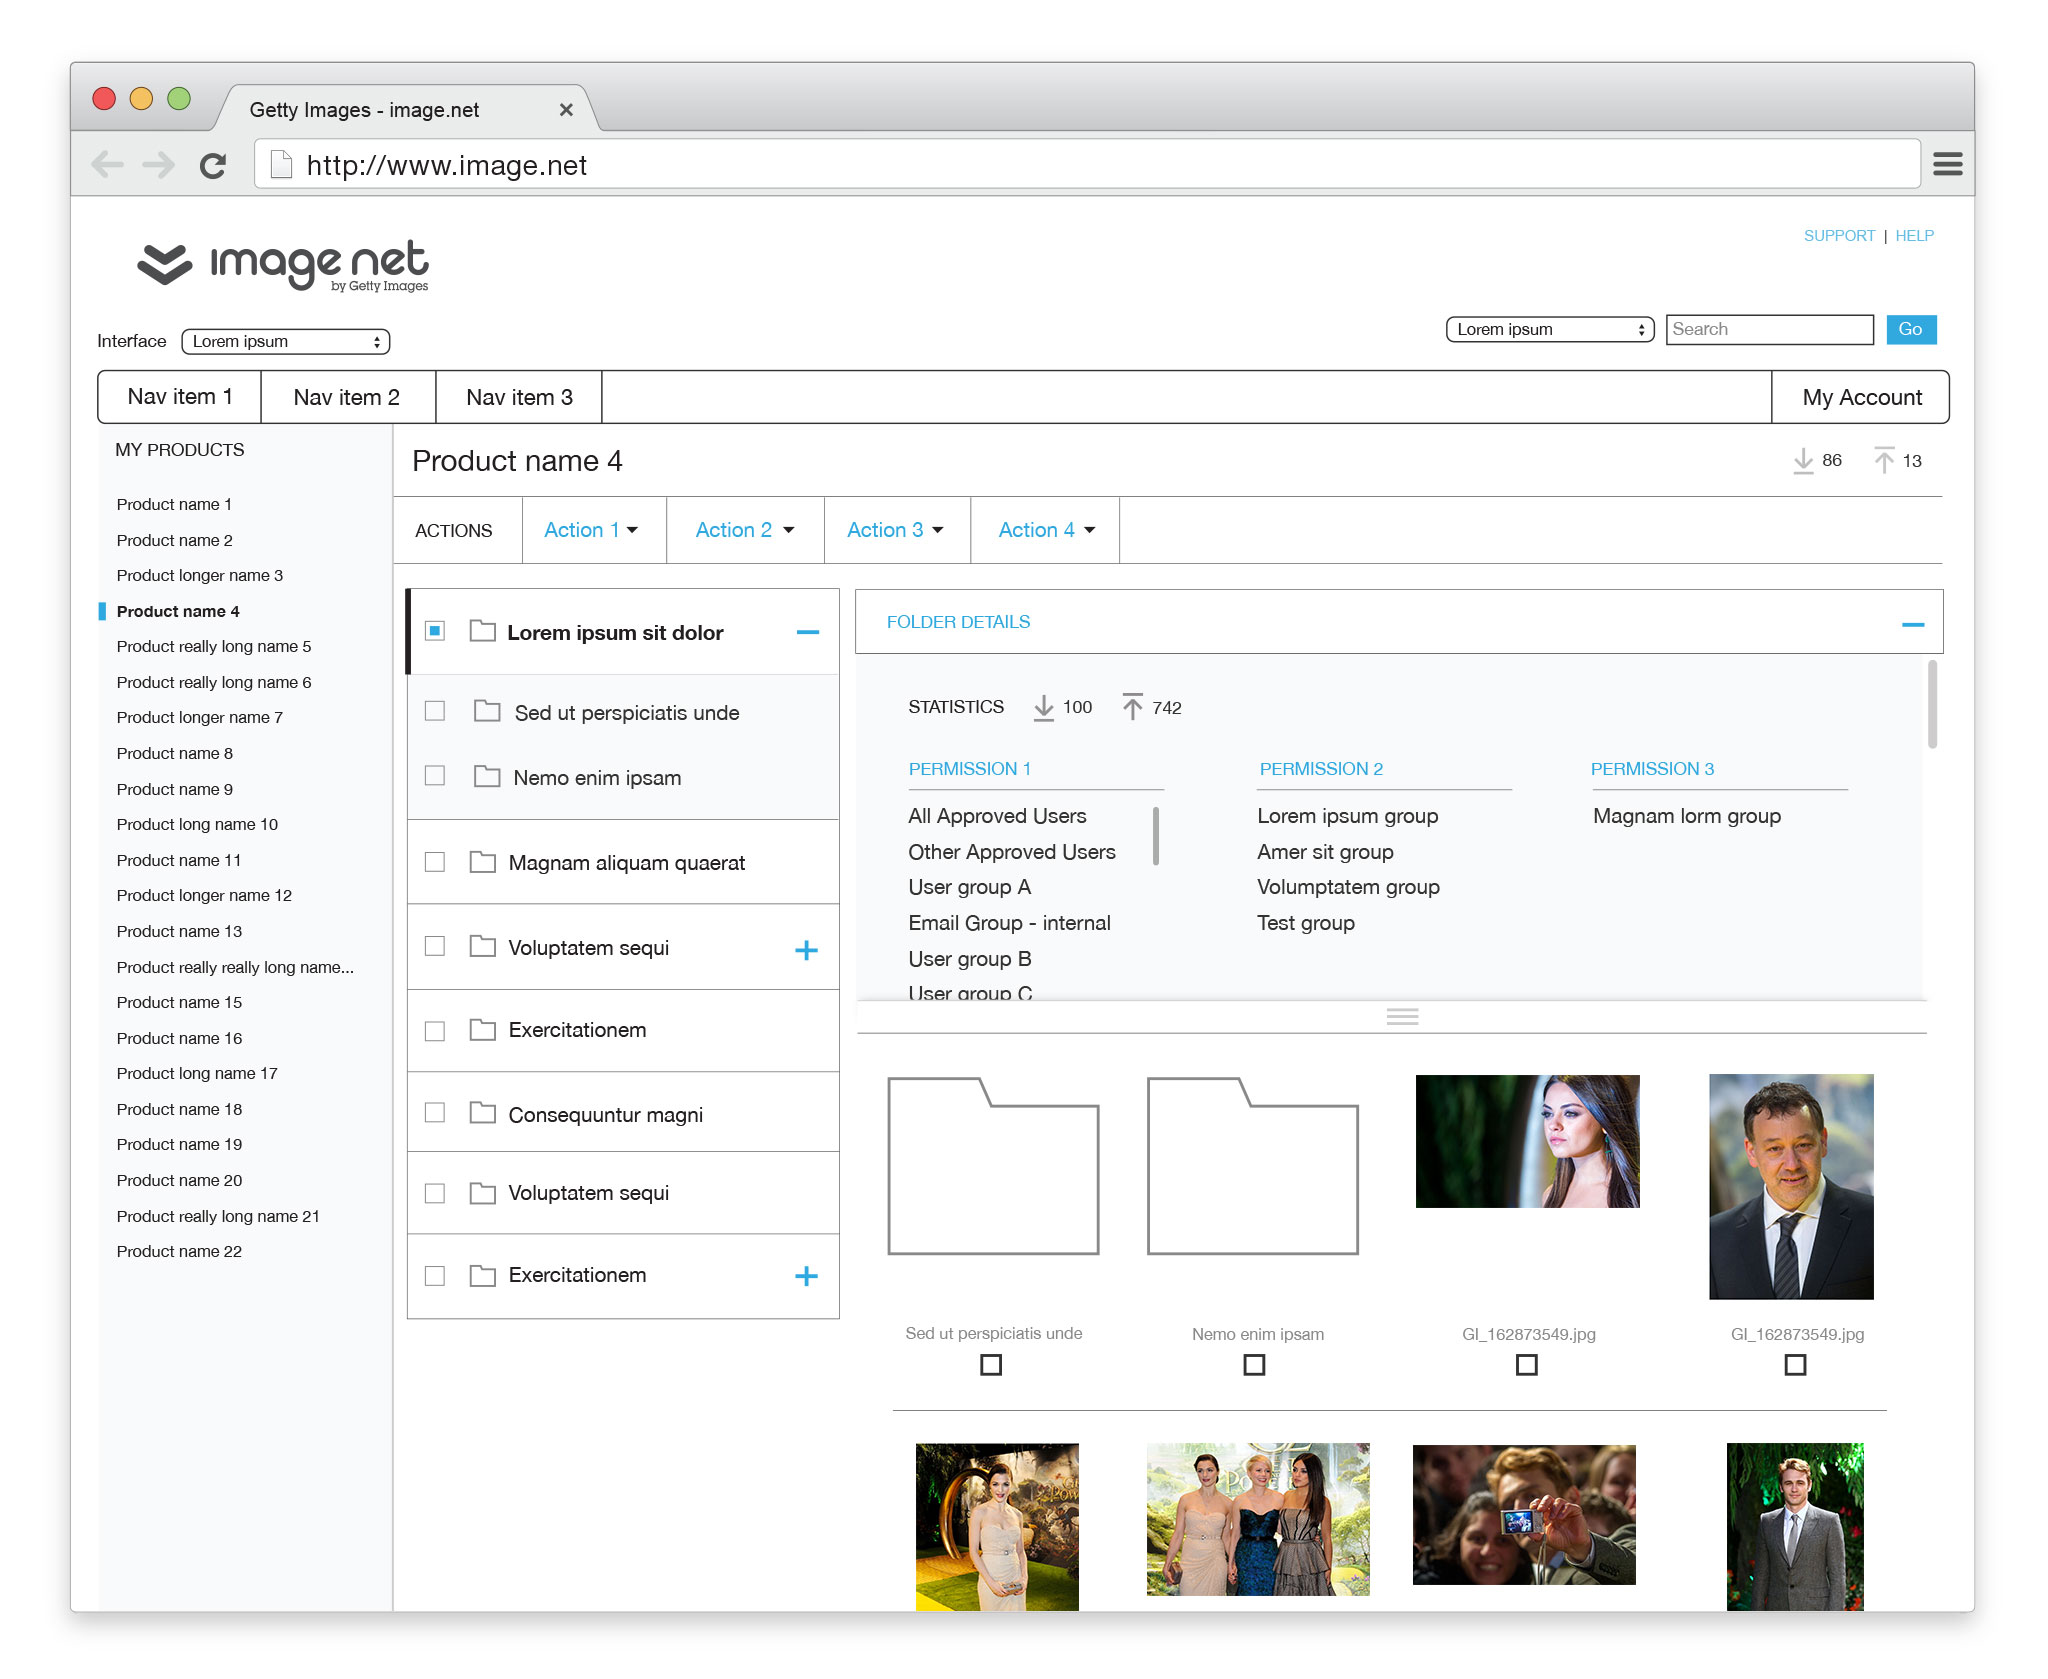 Getty Images - image.net
http://www.image.net
image net
by Getty Images
SUPPORT | HELP
Interface
Lorem ipsum
Lorem ipsum
Search
Go
Nav item 1
Nav item 2
Nav item 3
My Account
MY PRODUCTS
Product name 1
Product name 2
Product longer name 3
Product name 4
Product really long name 5
Product really long name 6
Product longer name 7
Product name 8
Product name 9
Product long name 10
Product name 11
Product longer name 12
Product name 13
Product really really long name...
Product name 15
Product name 16
Product long name 17
Product name 18
Product name 19
Product name 20
Product really long name 21
Product name 22
Product name 4
86
13
ACTIONS
Action 1
Action 2
Action 3
Action 4
Lorem ipsum sit dolor
Sed ut perspiciatis unde
Nemo enim ipsam
Magnam aliquam quaerat
Voluptatem sequi
Exercitationem
Consequuntur magni
Voluptatem sequi
Exercitationem
FOLDER DETAILS
STATISTICS
100
742
PERMISSION 1
All Approved Users
Other Approved Users
User group A
Email Group - internal
User group B
User group C
PERMISSION 2
Lorem ipsum group
Amer sit group
Volumptatem group
Test group
PERMISSION 3
Magnam lorm group
Sed ut perspiciatis unde
Nemo enim ipsam
GI_162873549.jpg
GI_162873549.jpg